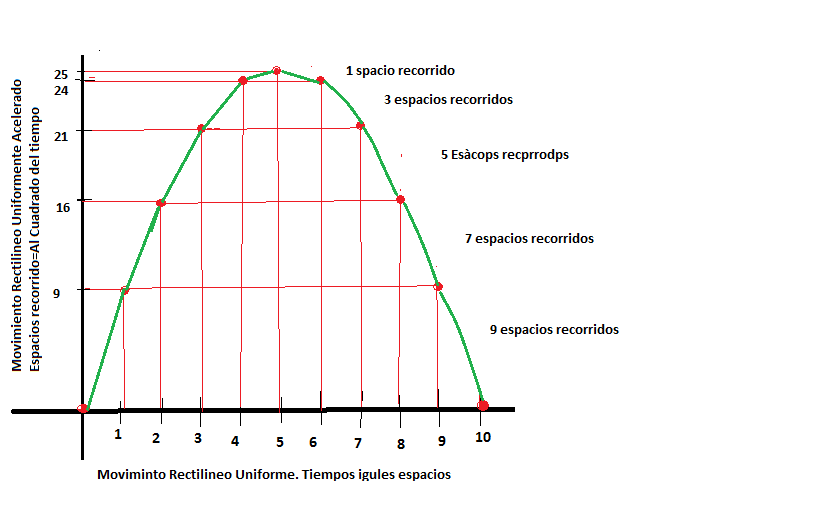 Movimiento Rectilineo Uniformente Acelerado
Espacios recorrido=Al Cuadrado del tiempo
25
24
21
16
9
1 spacio recorrido
3 espacios recorridos
5 Esàcops recprrodps
7 espacios recorridos
9 espacios recorridos
1 2 3 4 5 6 7 8 9 10
Moviminto Rectilineo Uniforme. Tiempos igules espacios